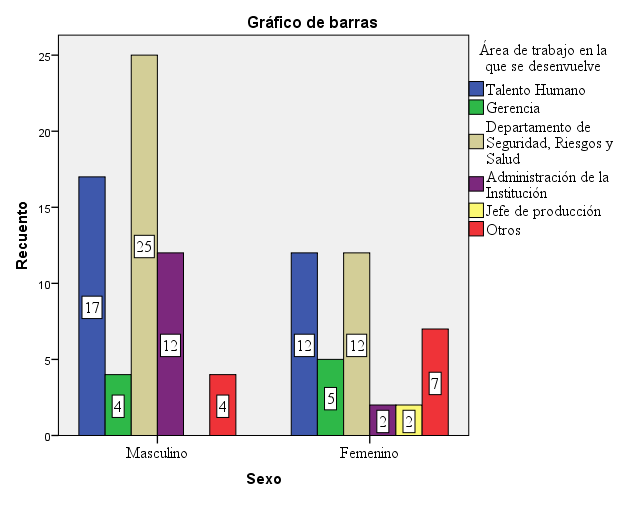 Gráfico de barras
Área de trabajo en la
que se desenvuelve
Talento Humano
Gerencia
Departamento de
Seguridad, Riesgos y
Salud
Administración de la
Institución
Jefe de producción
Otros
Recuento
25
20
15
10
5
0
17
4
25
12
4
12
5
12
2
2
7
Masculino
Femenino
Sexo